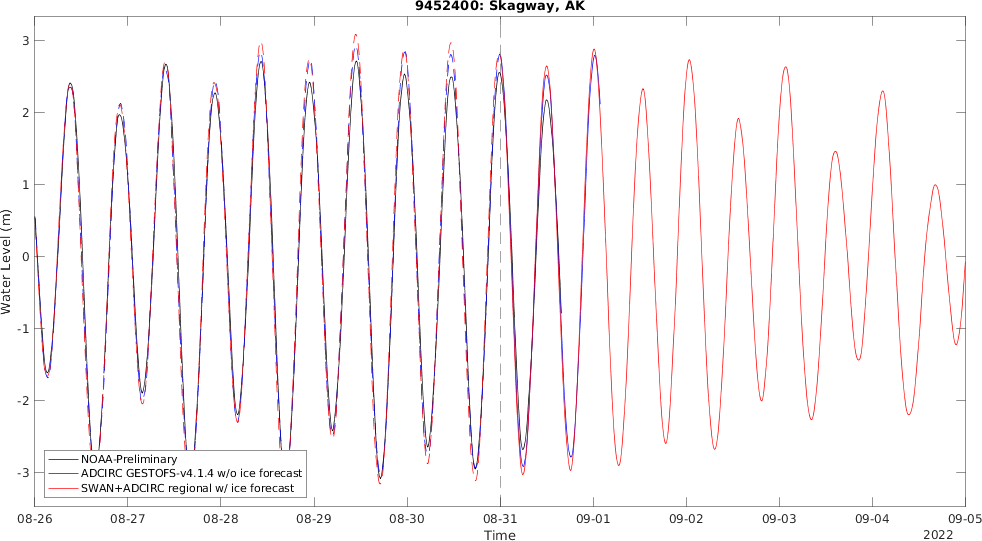 9452400: Skagway, AK
3
2
1
0
-1
-2
-3
Water Level (m)
NOAA-Preliminary
ADCIRC GESTOFS-v4.1.4 w/o ice forecast
SWAN+ADCIRC regional w/ ice forecast
08-26 08-27 08-28 08-29 08-30 08-31 09-01 09-02 09-03 09-04 09-05
Time
2022